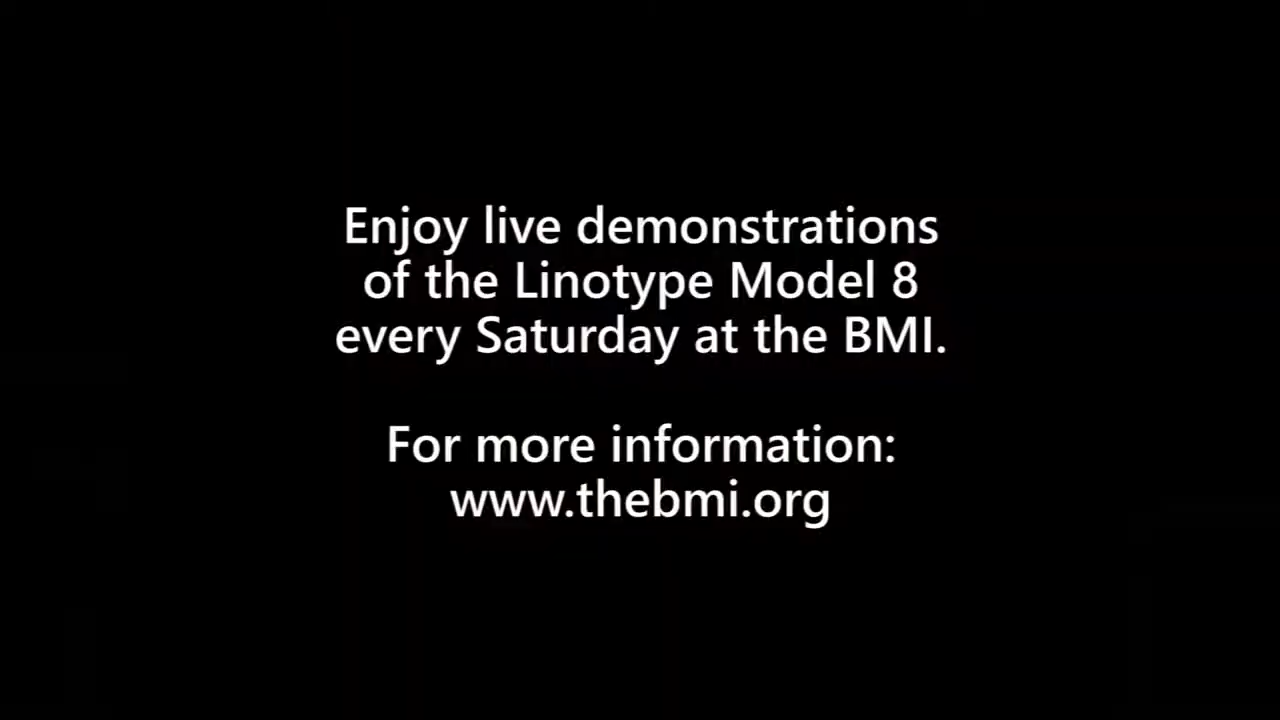 Enjoy live demonstrations
of the Linotype Model 8
every Saturday at the BMI.
For more information:
www.thebmi.org